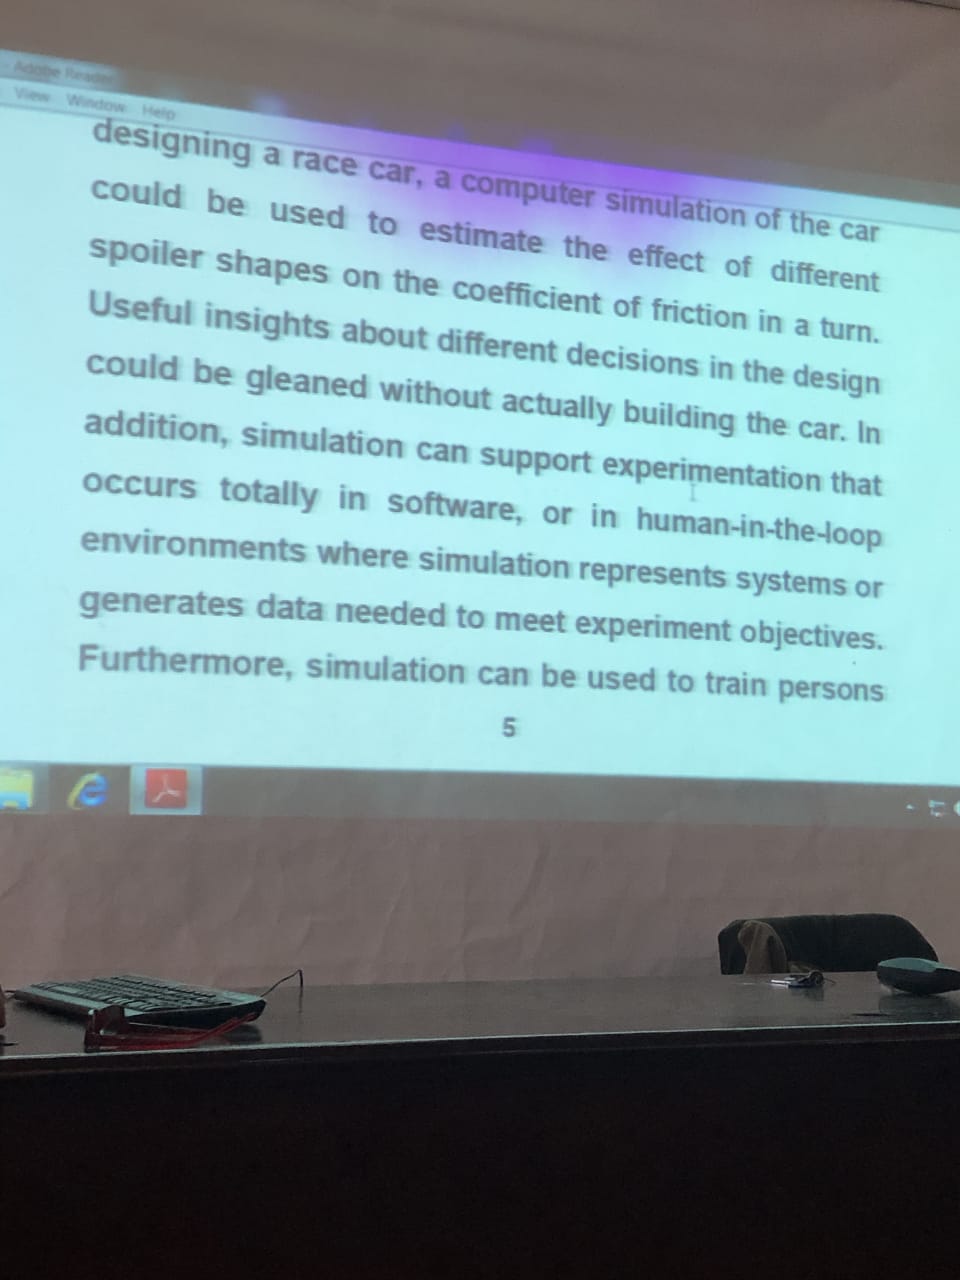 Adobe Reader
View Window Help
designing a race car, a computer simulation of the car
could be used to estimate the effect of different
spoiler shapes on the coefficient of friction in a turn.
Useful insights about different decisions in the design
could be gleaned without actually building the car. In
addition, simulation can support experimentation that
occurs totally in software, or in human-in-the-loop
environments where simulation represents systems or
generates data needed to meet experiment objectives.
Furthermore, simulation can be used to train persons
5